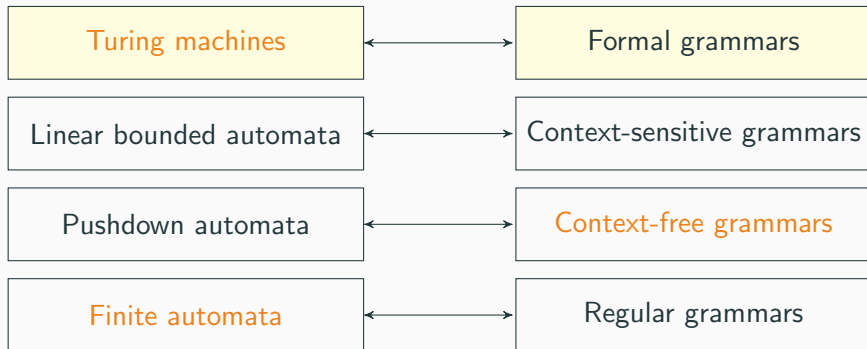 Turing machines
Formal grammars
Linear bounded automata
Context-sensitive grammars
Pushdown automata
Context-free grammars
Finite automata
Regular grammars